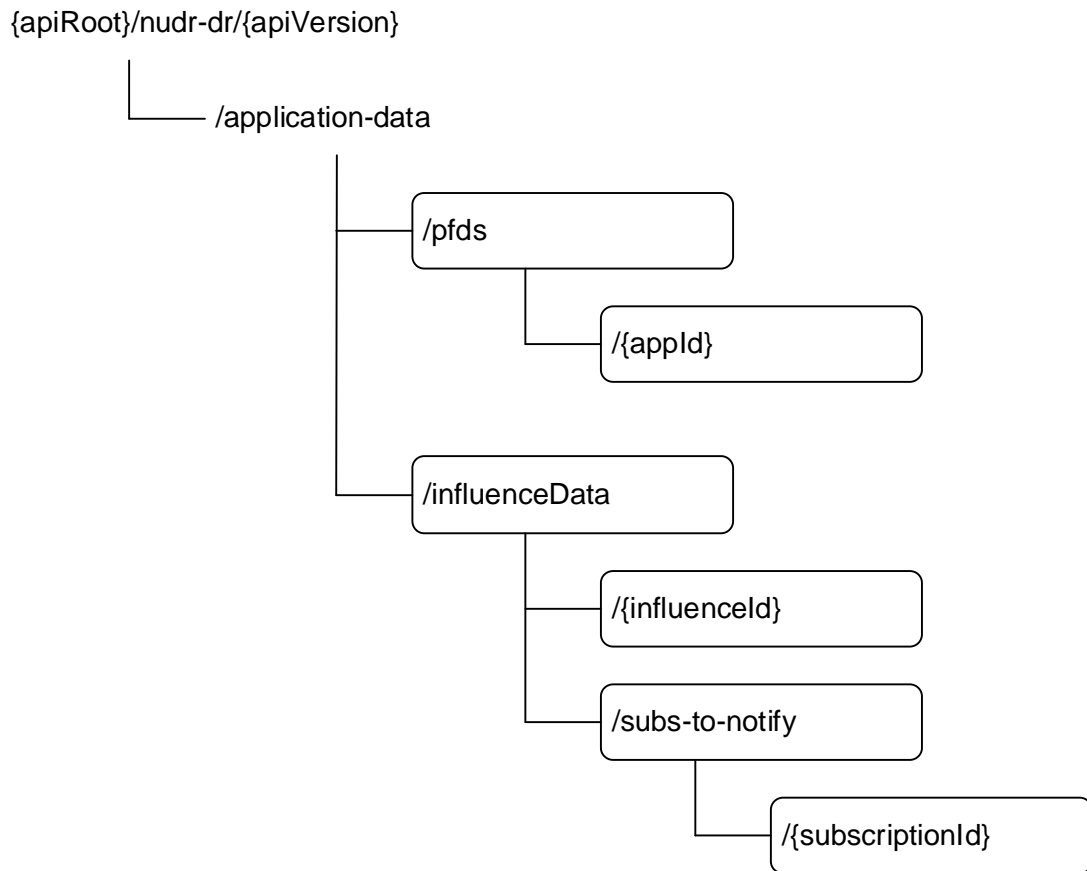 {apiRoot}/nudr-dr/{apiVersion}
/application-data
/pfds
/{appId}
/influenceData
/{influenceId}
/subs-to-notify
/{subscriptionId}